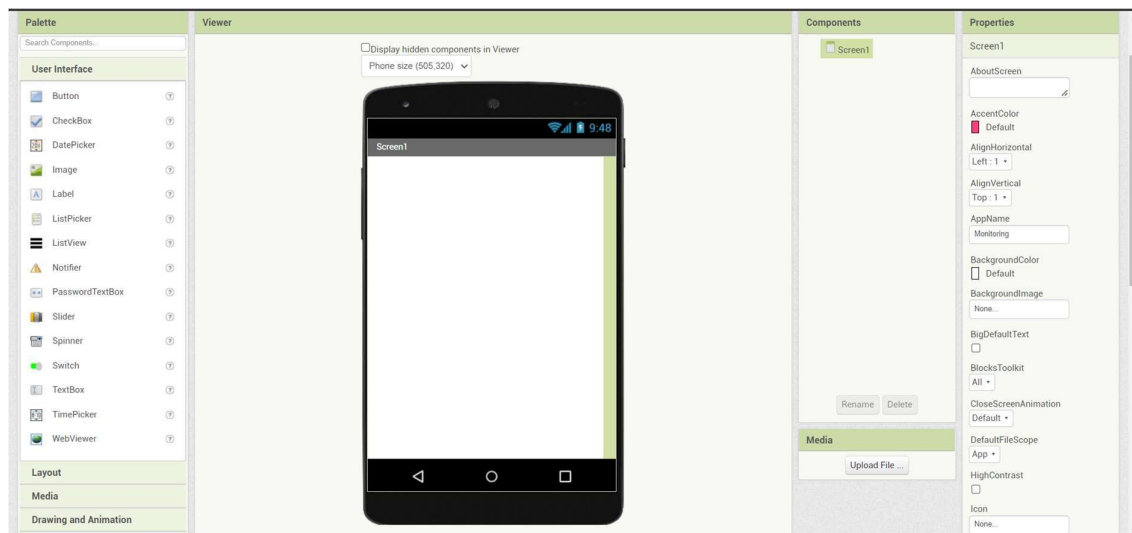 Palette
Search Components...
User Interface
Button
CheckBox
DatePicker
Image
Label
ListPicker
ListView
Notifier
PasswordTextBox
Slider
Spinner
Switch
TextBox
TimePicker
WebViewer
Layout
Media
Drawing and Animation
Viewer
Display hidden components in Viewer
Phone size (505,320)
9:48
Screen1
Components
Screen1
Rename Delete
Media
Upload File ...
Properties
Screen1
AboutScreen
AccentColor
Default
AlignHorizontal
Left : 1
AlignVertical
Top : 1
AppName
Monitoring
BackgroundColor
Default
BackgroundImage
None...
BigDefaultText
BlocksToolkit
All
CloseScreenAnimation
Default
DefaultFileScope
App
HighContrast
Icon
None...